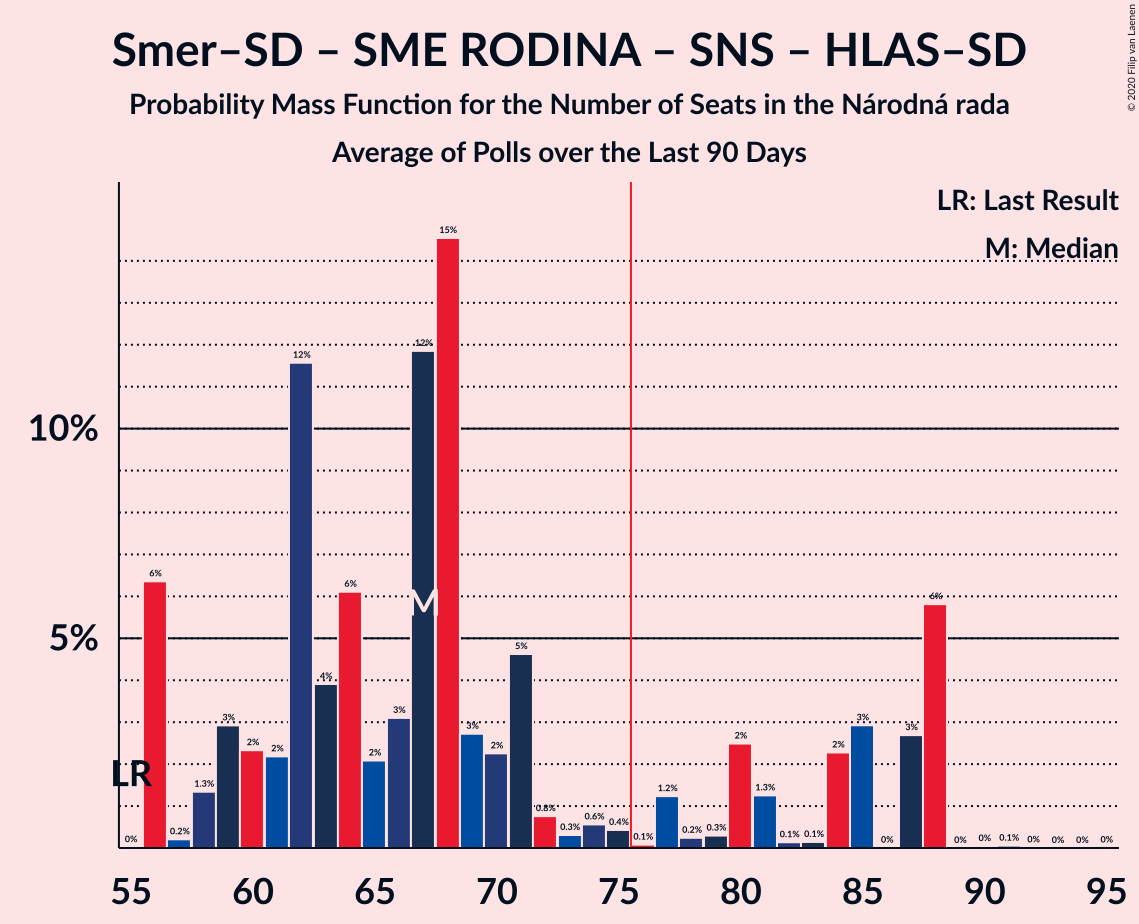 Smer–SD – SME RODINA – SNS – HLAS–SD
Probability Mass Function for the Number of Seats in the Národná rada
Average of Polls over the Last 90 Days
© 2020 Filip van Laenen
LR: Last Result
M: Median
10%
5%
LR
M
0% 6% 0.2% 1.3% 3% 2% 2% 12% 4% 6% 2% 3% 12% 15% 3% 2% 5% 0.8% 0.3% 0.6% 0.4% 0.1% 1.2% 0.2% 0.3% 2% 1.3% 0.1% 0.1% 2% 3% 0% 3% 6% 0% 0% 0.1% 0% 0% 0% 0%
55 60 65 70 75 80 85 90 95